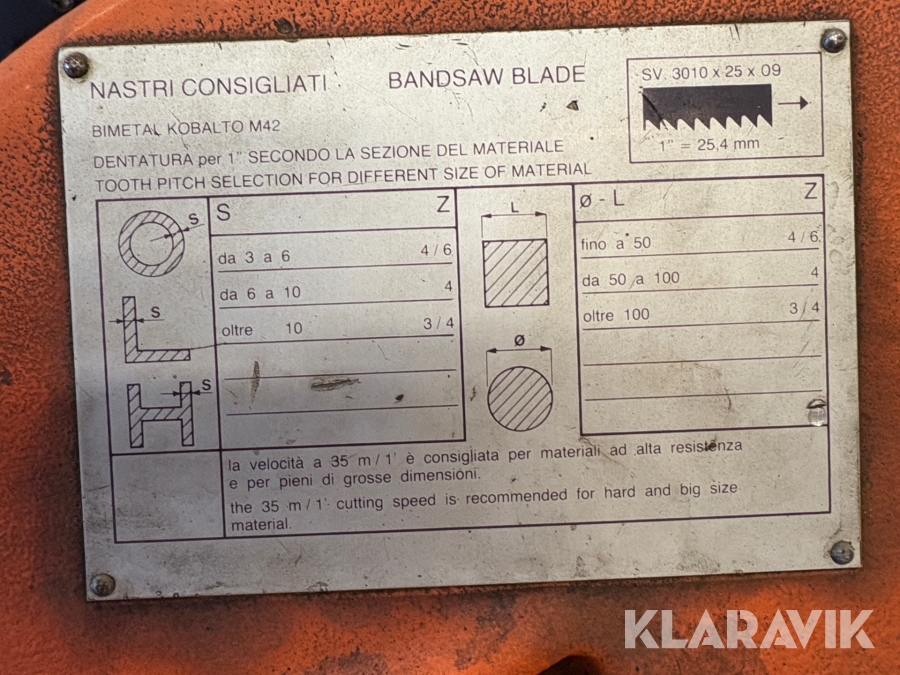 NASTRI CONSIGLIATI BANDSAW BLADE
SV. 3010 x 25 x 09
1" = 25,4 mm
BIMETAL KOBALTO M42
DENTATURA per 1" SECONDO LA SEZIONE DEL MATERIALE
TOOTH PITCH SELECTION FOR DIFFERENT SIZE OF MATERIAL
S
S
S
S Z
da 3 a 6 4/6
da 6 a 10 4
oltre 10 3/4
L
Ø
Ø - L Z
fino a 50 4/6
da 50 a 100 4
oltre 100 3/4
la velocità a 35 m/1' è consigliata per materiali ad alta resistenza
e per pieni di grosse dimensioni.
the 35 m/1' cutting speed is recommended for hard and big size
material.
KLARAVIK